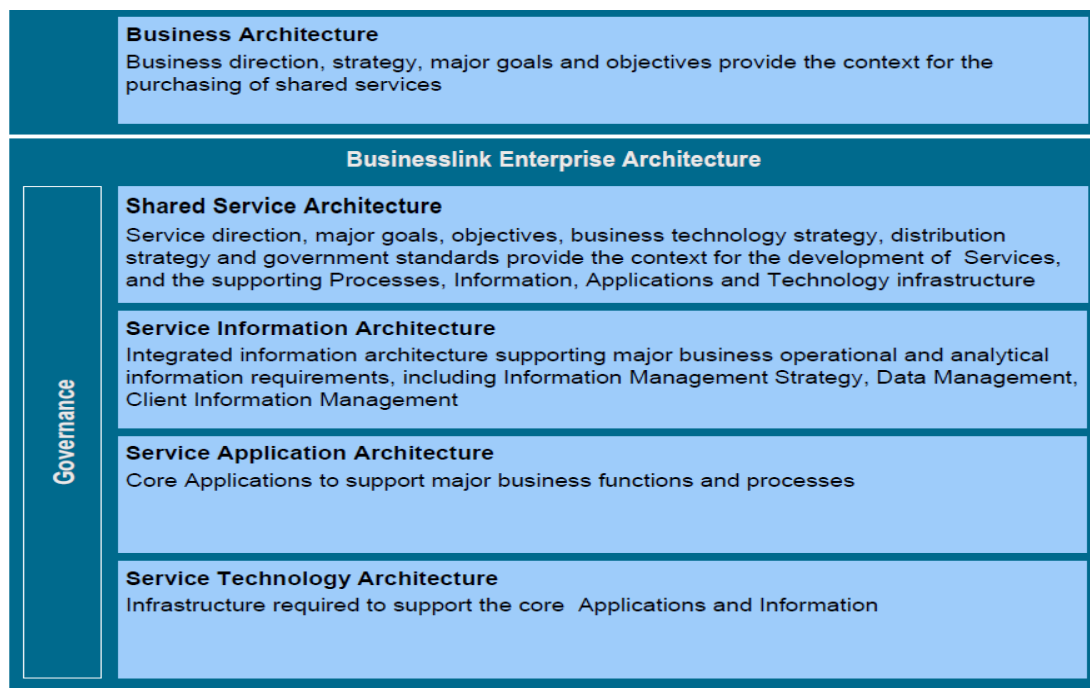 Business Architecture
Business direction, strategy, major goals and objectives provide the context for the
purchasing of shared services
Businesslink Enterprise Architecture
Governance
Shared Service Architecture
Service direction, major goals, objectives, business technology strategy, distribution
strategy and government standards provide the context for the development of  Services,
and the supporting Processes, Information, Applications and Technology infrastructure
Service Information Architecture
Integrated information architecture supporting major business operational and analytical
information requirements, including Information Management Strategy, Data Management,
Client Information Management
Service Application Architecture
Core Applications to support major business functions and processes
Service Technology Architecture
Infrastructure required to support the core  Applications and Information